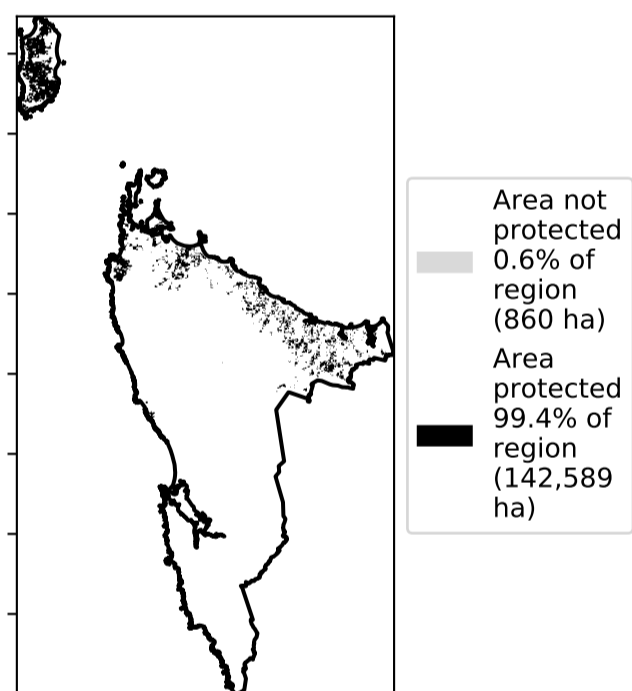 Area not
protected
0.6% of
region
(860 ha)
Area
protected
99.4% of
region
(142,589
ha)